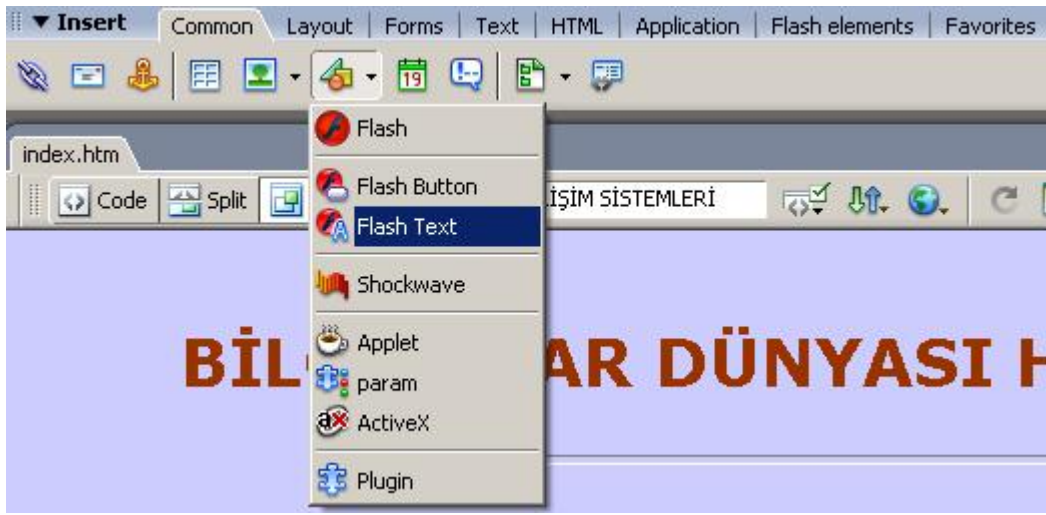 ▼ Insert Common Layout | Forms | Text | HTML | Application | Flash elements | Favorites
19
Flash
index.htm
Flash Button
Code Split İŞİM SİSTEMLERİ
Flash Text
Shockwave
BİL AR DÜNYASI H
Applet
param
ActiveX
Plugin